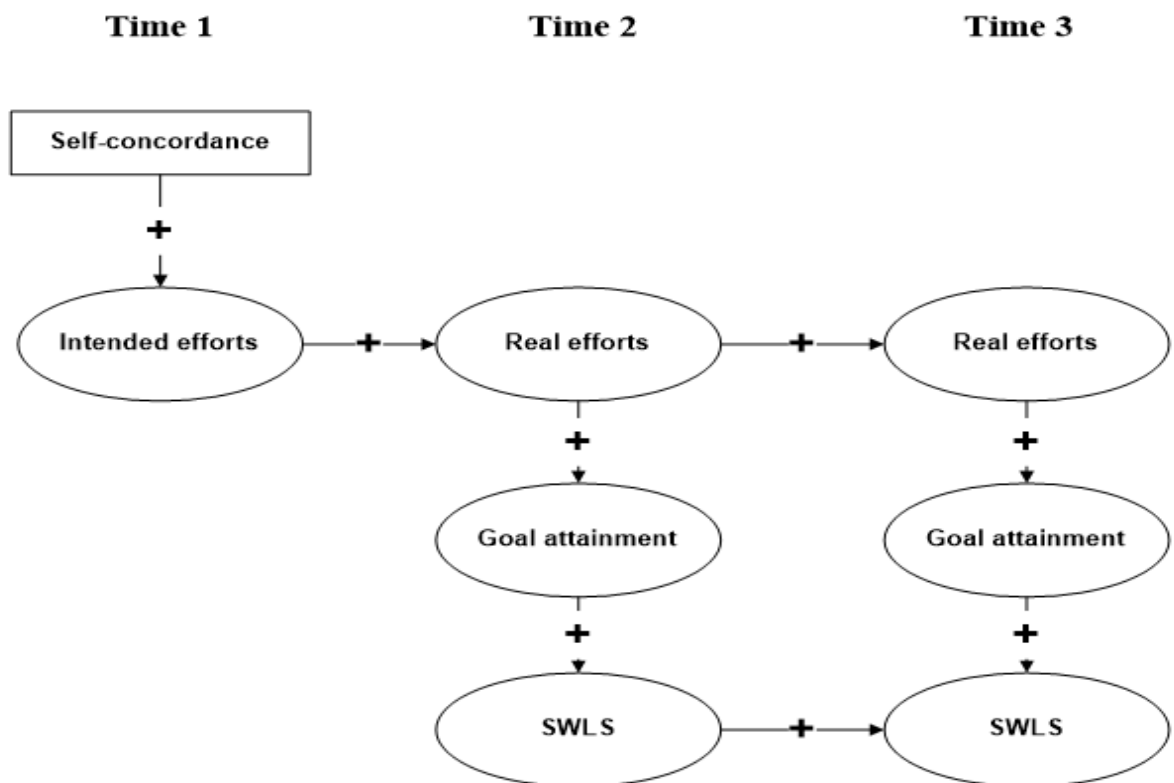 Time 1 Time 2 Time 3
Self-concordance
+
Intended efforts + Real efforts + Real efforts
+ +
Goal attainment Goal attainment
+ +
SWLS + SWLS